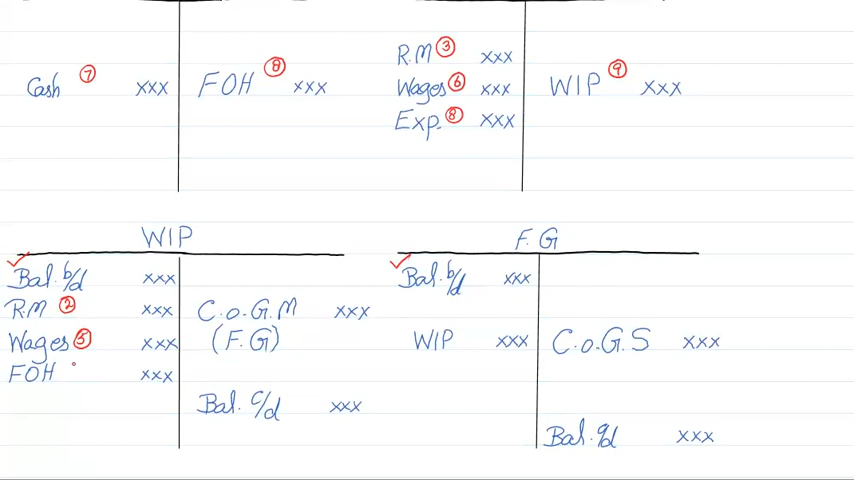 Cash 7 xxx
FOH 8 xxx
R.M 3 xxx
Wages 6 xxx
Exp. 8 xxx
WIP 9 xxx
WIP
Bal. b/d xxx
R.M 2 xxx
Wages 5 xxx
FOH xxx
C.o.G.M xxx
(F.G)
Bal. c/d xxx
F.G
Bal. b/d xxx
WIP xxx
C.o.G.S xxx
Bal. c/d xxx